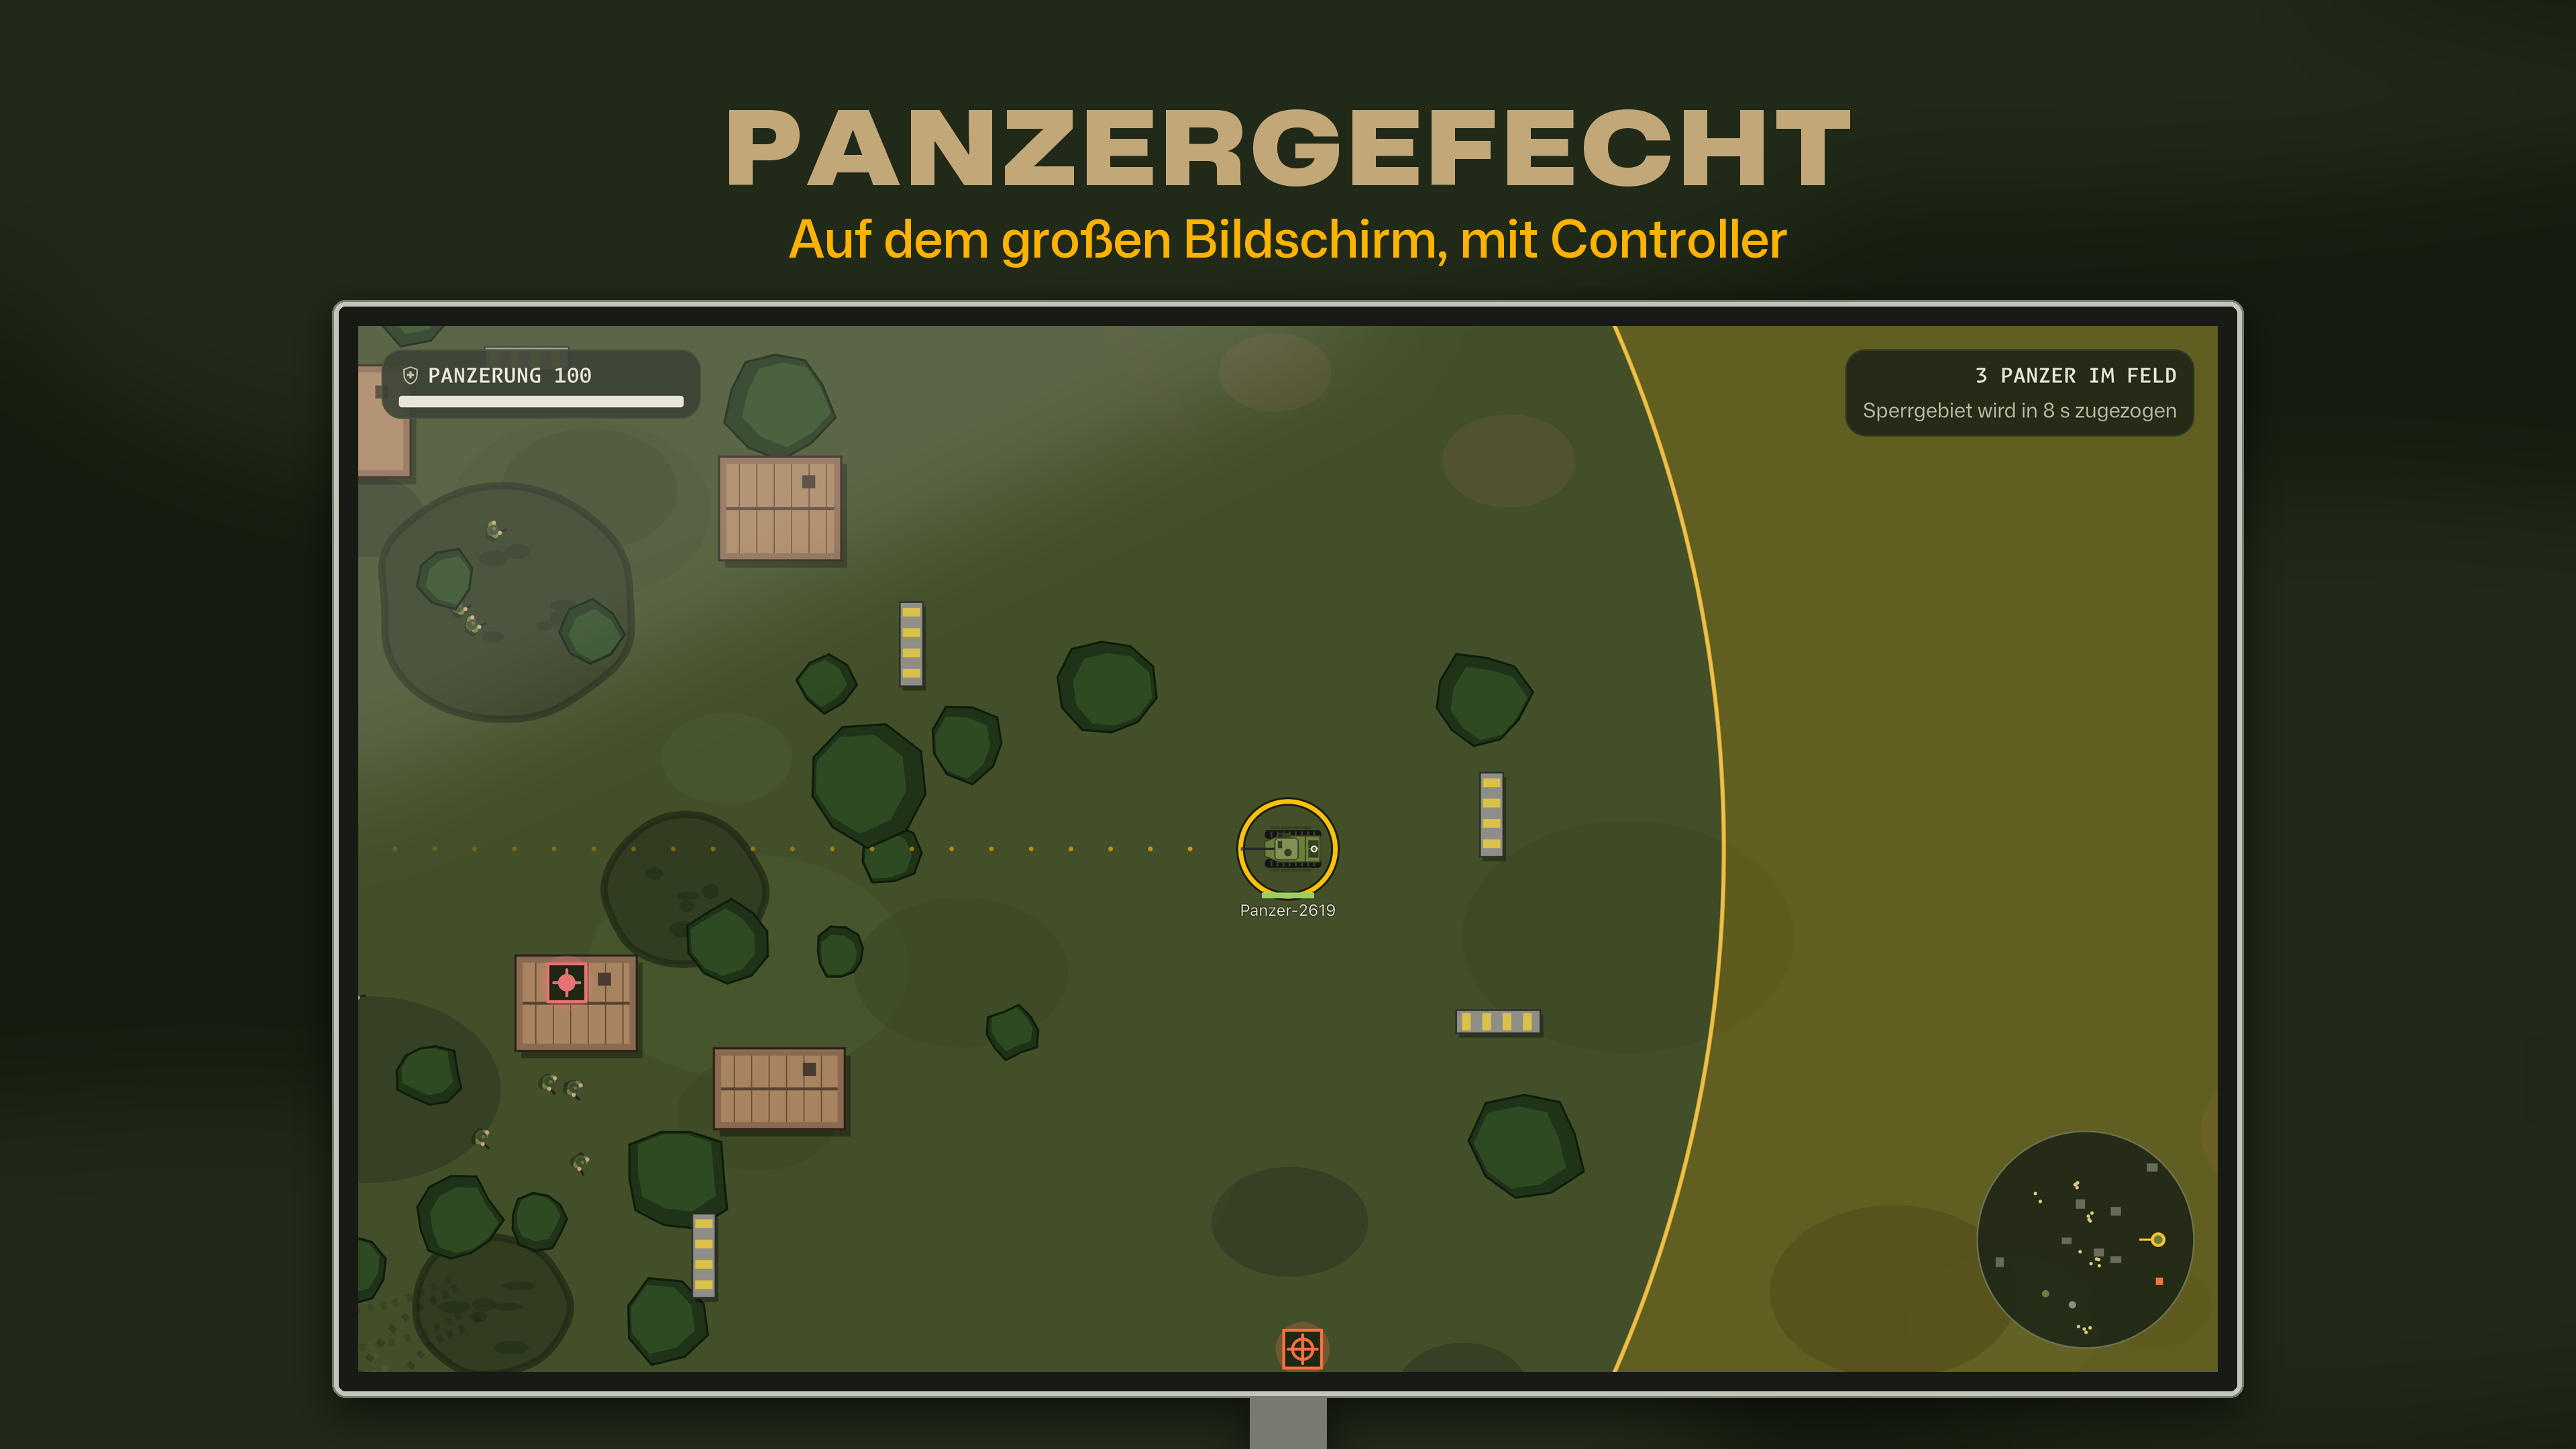 PANZERGEFECHT
Auf dem großen Bildschirm, mit Controller
PANZERUNG 100
3 PANZER IM FELD
Sperrgebiet wird in 8 s zugezogen
Panzer-2619